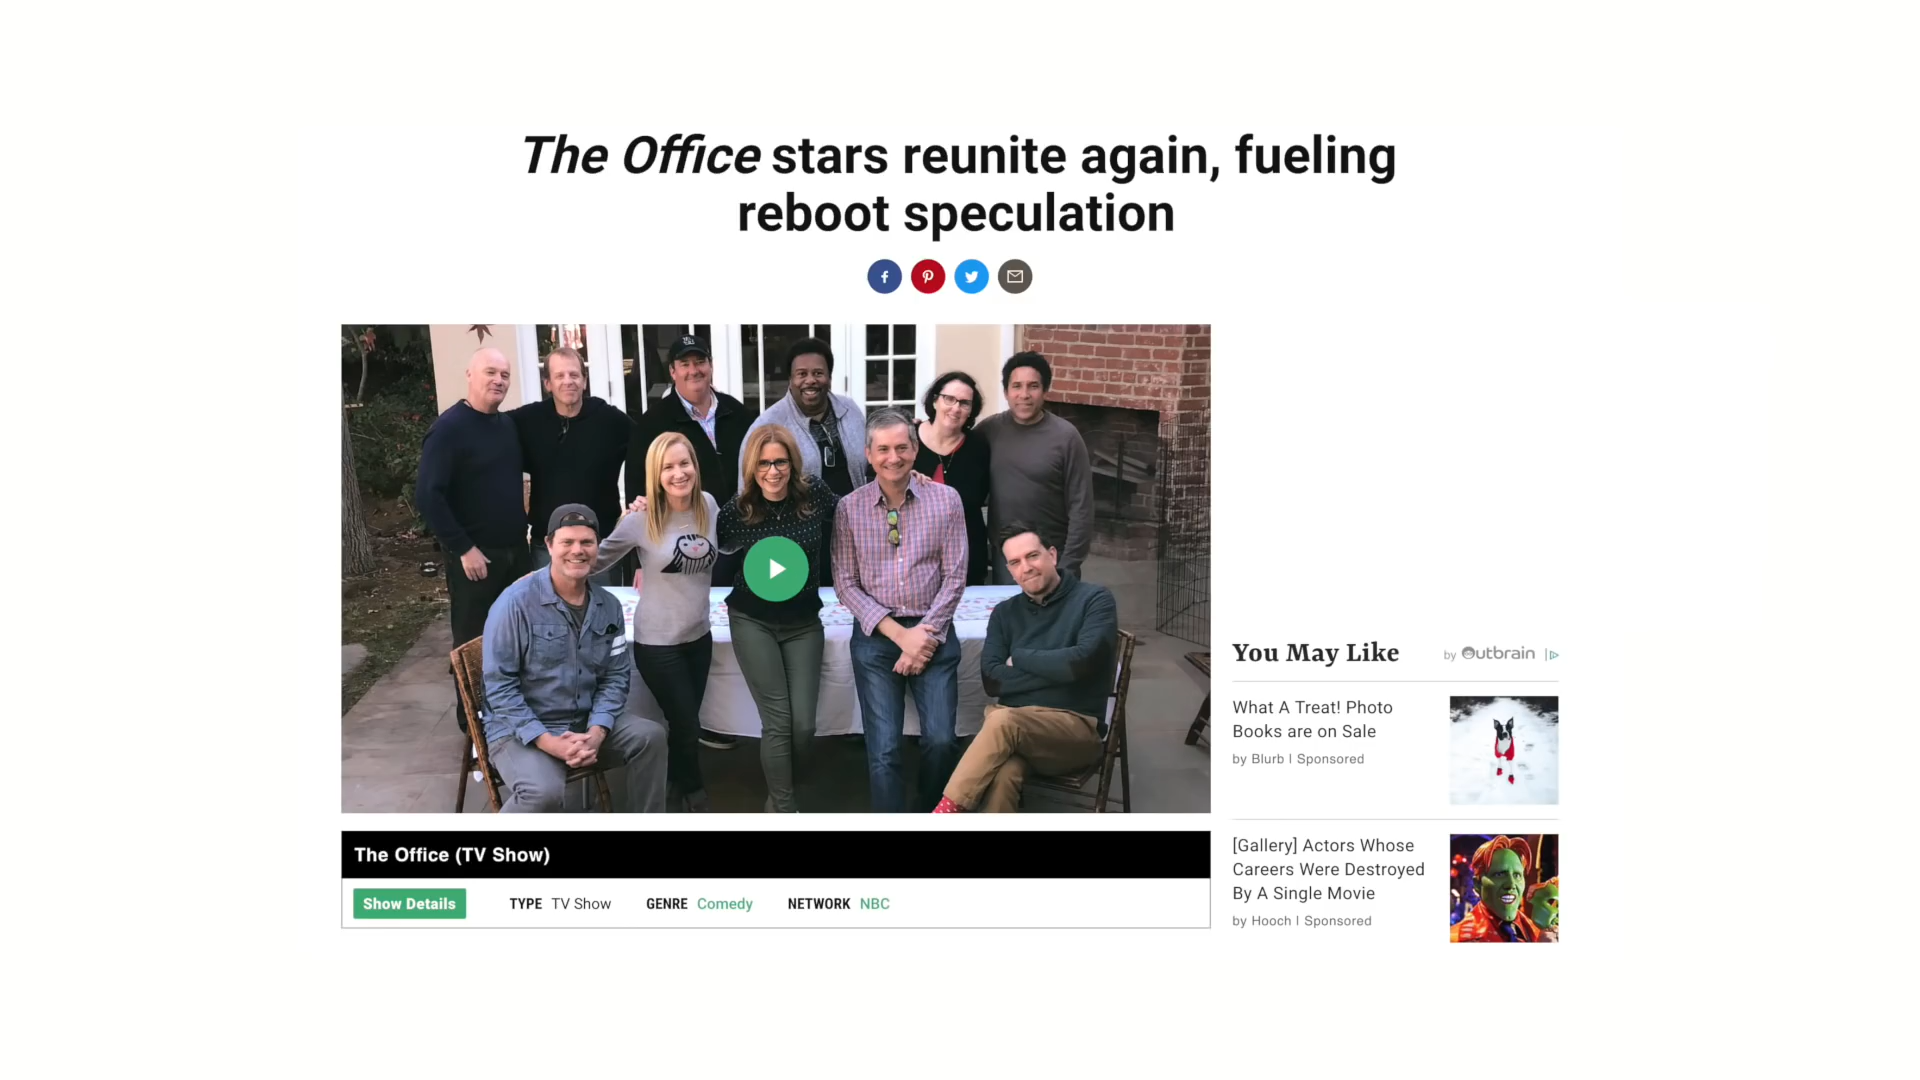 The Office stars reunite again, fueling
reboot speculation
You May Like
by Outbrain
What A Treat! Photo
Books are on Sale
by Blurb | Sponsored
[Gallery] Actors Whose
Careers Were Destroyed
By A Single Movie
by Hooch | Sponsored
The Office (TV Show)
Show Details TYPE TV Show GENRE Comedy NETWORK NBC